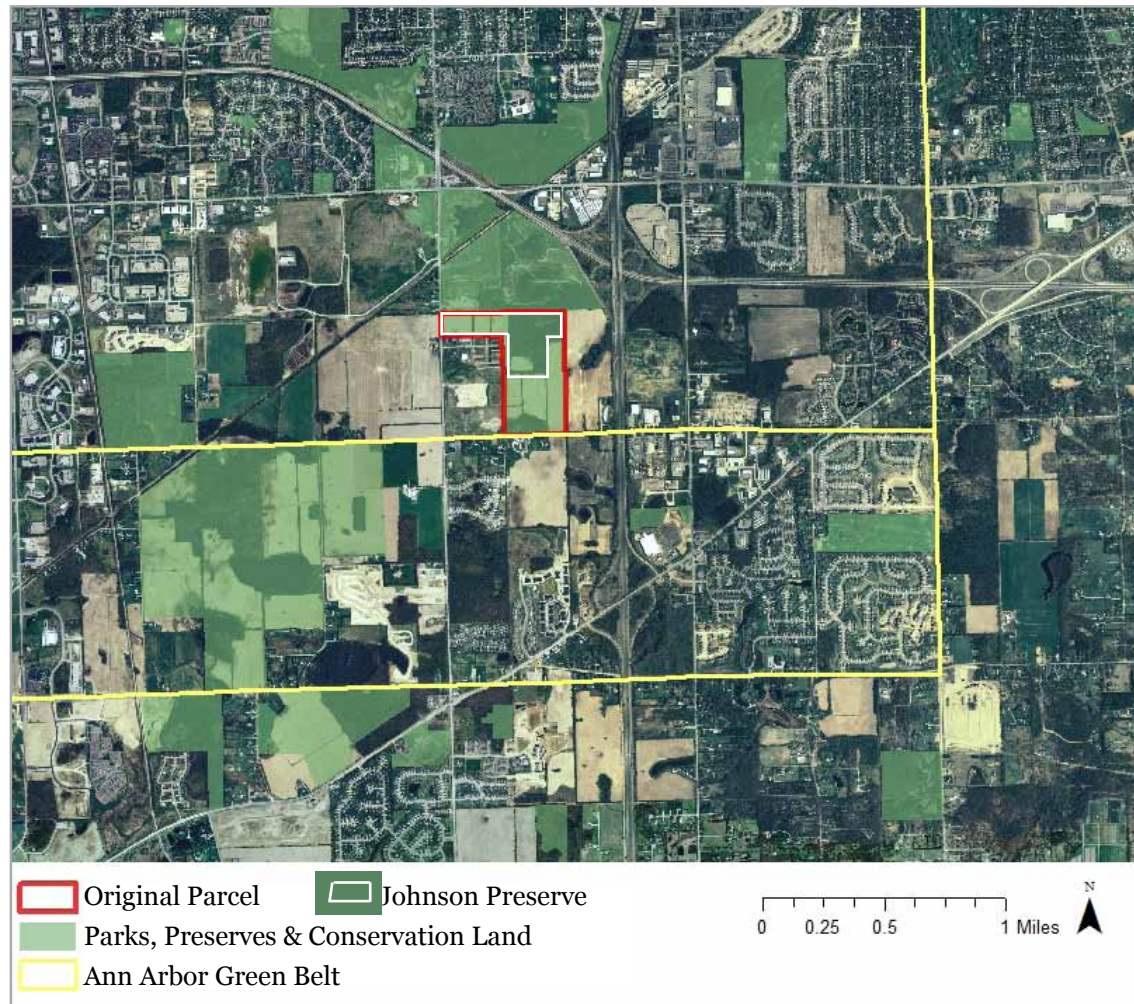 Original Parcel
Johnson Preserve
Parks, Preserves & Conservation Land
Ann Arbor Green Belt
0 0.25 0.5 1 Miles
N